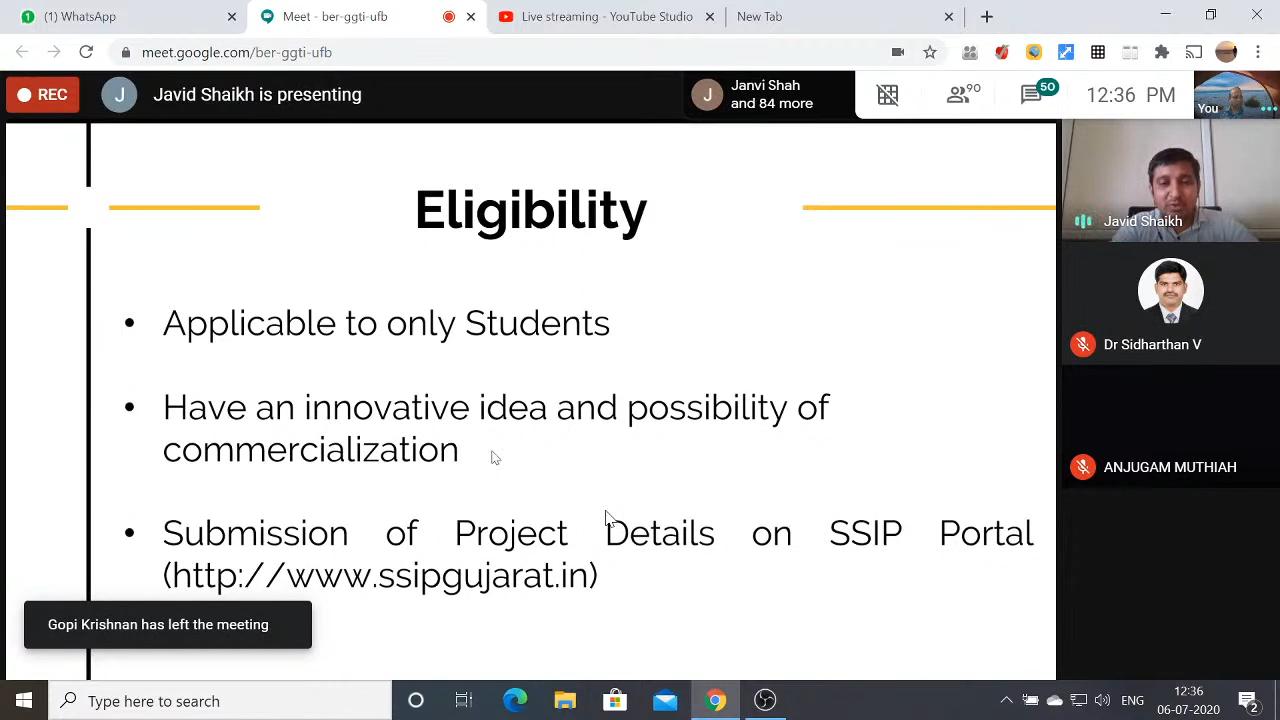 (1) WhatsApp
Meet - ber-ggti-ufb
Live streaming - YouTube Studio
New Tab
meet.google.com/ber-ggti-ufb
REC
J
Javid Shaikh is presenting
J
Janvi Shah
and 84 more
90
50
12:36 PM
You
Eligibility
Javid Shaikh
• Applicable to only Students
Dr Sidharthan V
• Have an innovative idea and possibility of
commercialization
ANJUGAM MUTHIAH
• Submission of Project Details on SSIP Portal
(http://www.ssipgujarat.in)
Gopi Krishnan has left the meeting
Type here to search
ENG
12:36
06-07-2020
2